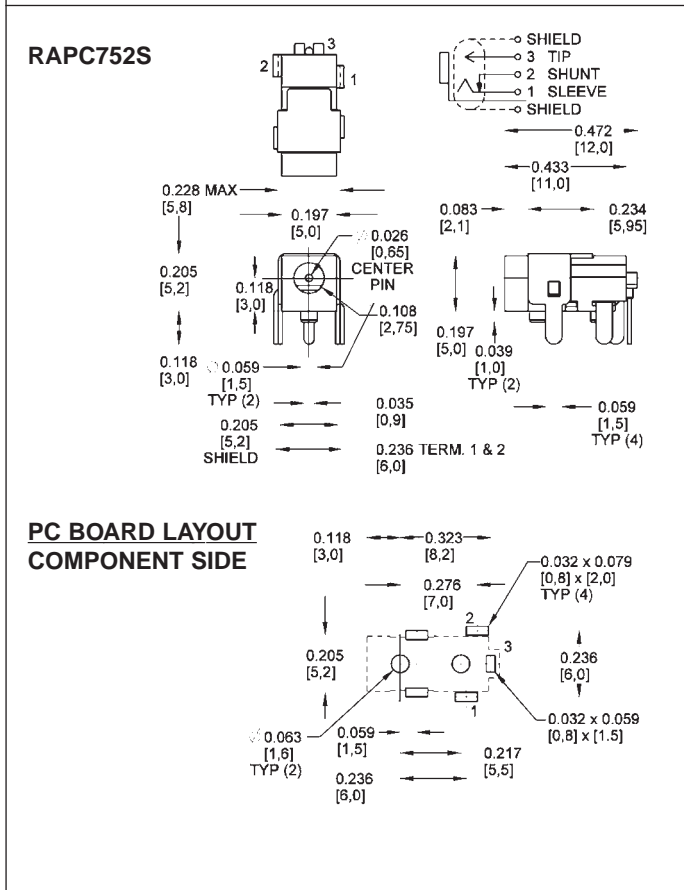 RAPC752S
3
2
1
SHIELD
3 TIP
2 SHUNT
1 SLEEVE
SHIELD
0.472
[12,0]
0.433
[11,0]
0.228 MAX
[5,8]
0.197
[5,0]
0.083
[2,1]
0.234
[5,95]
Ø 0.026
[0,65]
CENTER
PIN
0.205
[5,2]
0.118
[3,0]
0.108
[2,75]
0.197
[5,0]
0.039
[1,0]
TYP (2)
0.118
[3,0]
Ø 0.059
[1,5]
TYP (2)
0.035
[0,9]
0.059
[1,5]
TYP (4)
0.205
[5,2]
SHIELD
0.236 TERM. 1 & 2
[6,0]
PC BOARD LAYOUT
COMPONENT SIDE
0.118
[3,0]
0.323
[8,2]
0.032 x 0.079
[0,8] x [2,0]
TYP (4)
0.276
[7,0]
2
3
0.205
[5,2]
0.236
[6,0]
1
0.032 x 0.059
[0,8] x [1.5]
Ø 0.063
[1,6]
TYP (2)
0.059
[1,5]
0.217
[5,5]
0.236
[6,0]